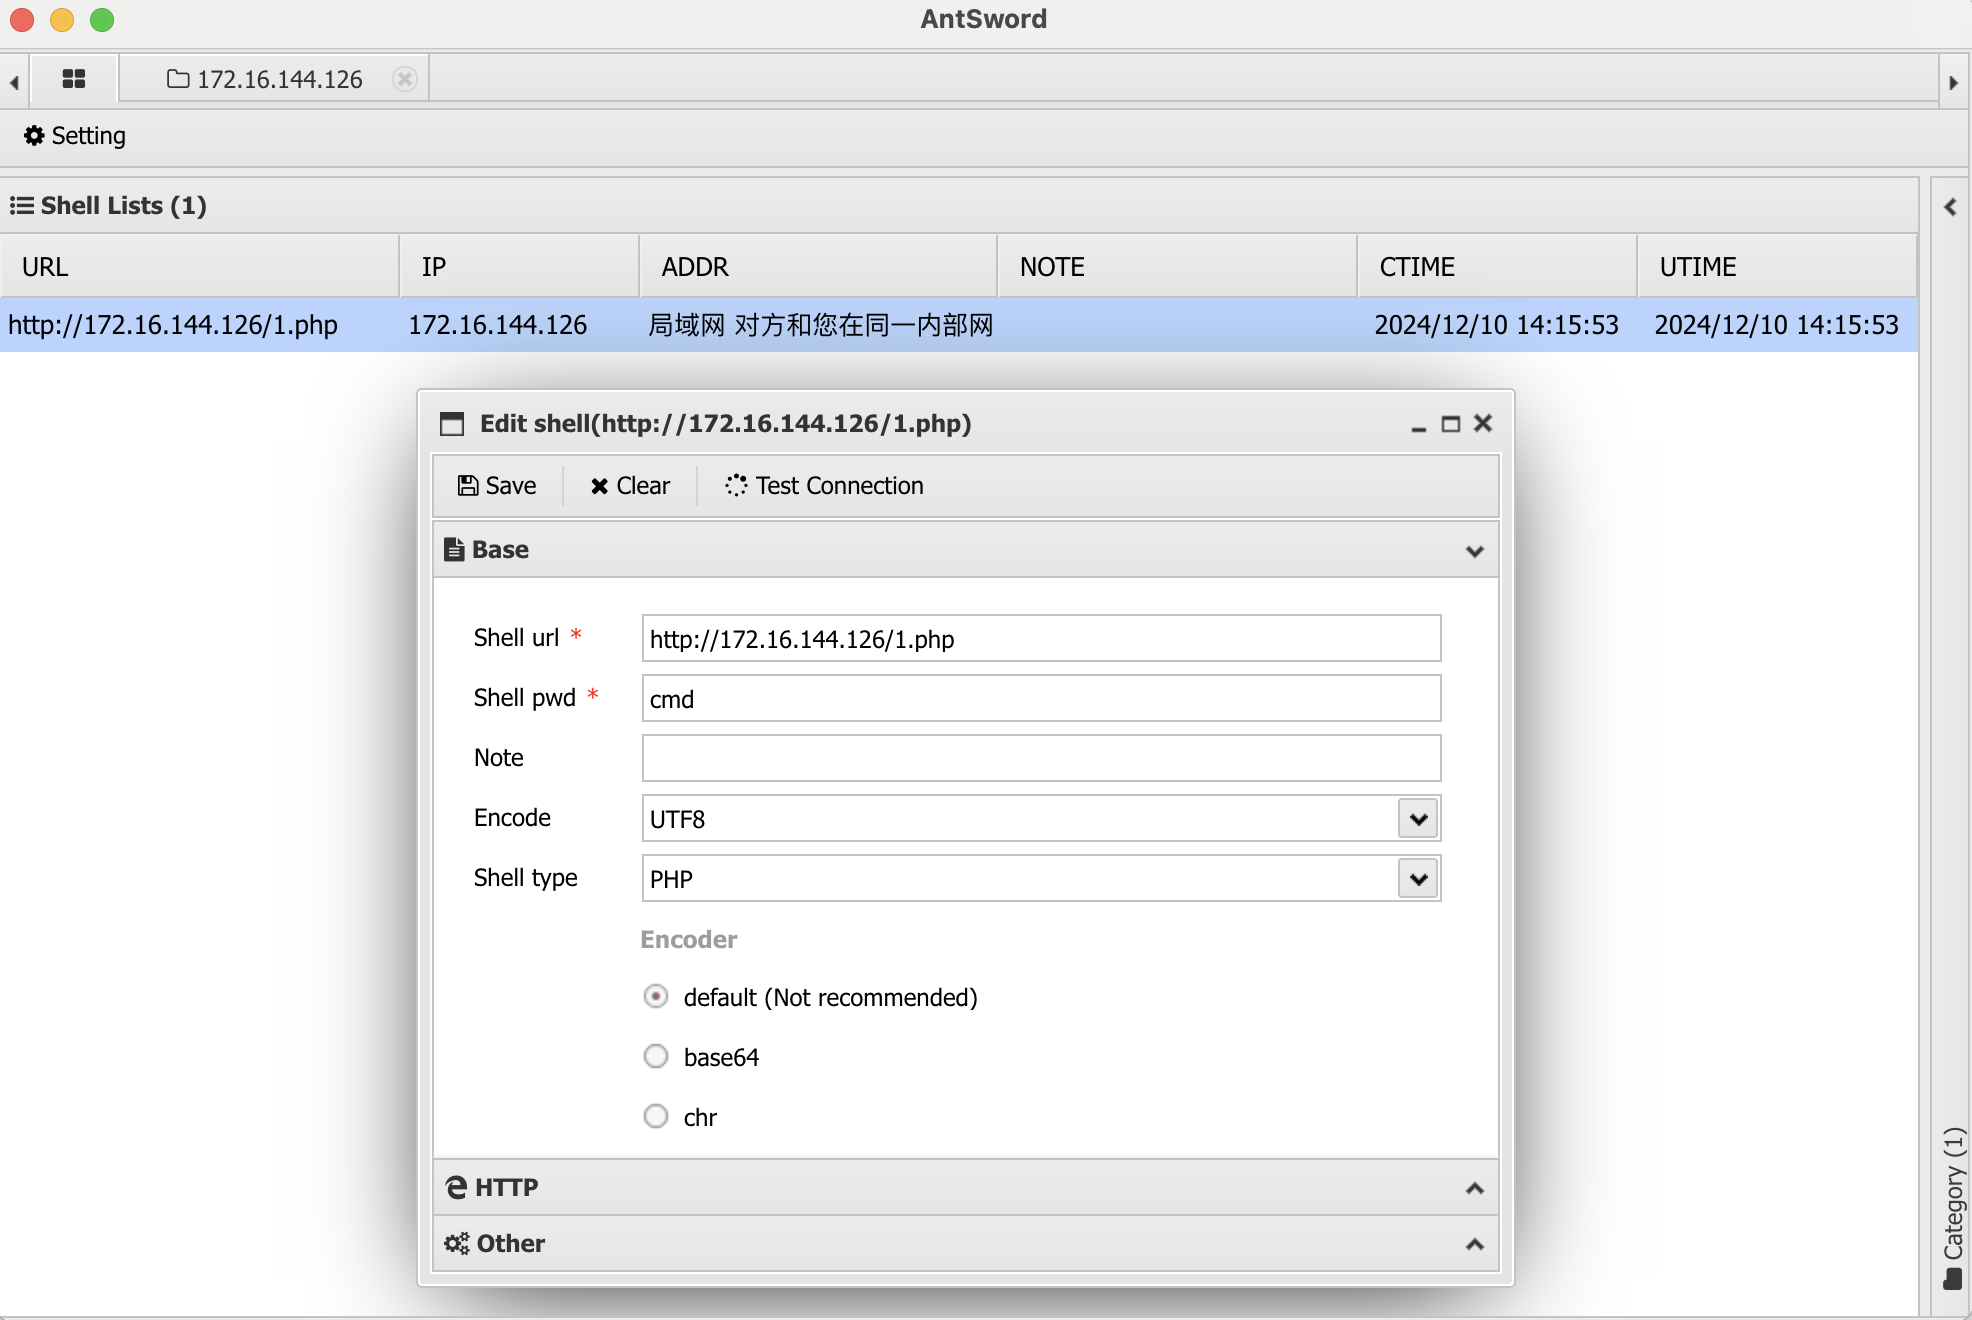 AntSword
172.16.144.126
Setting
Shell Lists (1)
URL IP ADDR NOTE CTIME UTIME
http://172.16.144.126/1.php 172.16.144.126 局域网 对方和您在同一内部网 2024/12/10 14:15:53 2024/12/10 14:15:53
Edit shell(http://172.16.144.126/1.php)
Save Clear Test Connection
Base
Shell url * http://172.16.144.126/1.php
Shell pwd * cmd
Note
Encode UTF8
Shell type PHP
Encoder
default (Not recommended)
base64
chr
HTTP
Other
Category (1)